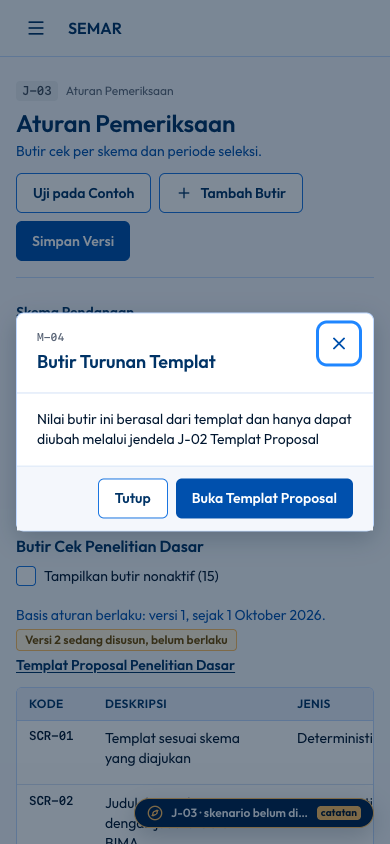 SEMAR
J-03 Aturan Pemeriksaan
Aturan Pemeriksaan
Butir cek per skema dan periode seleksi.
Uji pada Contoh
Tambah Butir
Simpan Versi
Skema Pendanaan
M-04
Butir Turunan Templat
Nilai butir ini berasal dari templat dan hanya dapat
diubah melalui jendela J-02 Templat Proposal
Tutup
Buka Templat Proposal
Butir Cek Penelitian Dasar
Tampilkan butir nonaktif (15)
Basis aturan berlaku: versi 1, sejak 1 Oktober 2026.
Versi 2 sedang disusun, belum berlaku
Templat Proposal Penelitian Dasar
KODE DESKRIPSI JENIS
SCR-01 Templat sesuai skema Deterministi
yang diajukan
SCR-02 Judul
J-03 · skenario belum di... catatan
BIMA